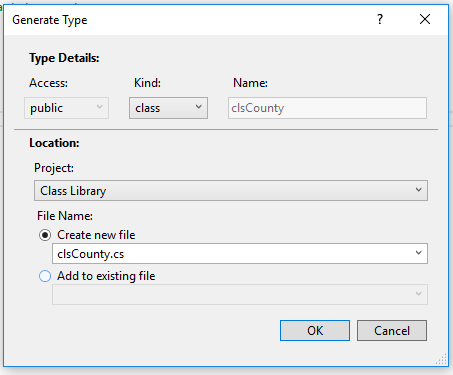 Generate Type
Type Details:
Access: Kind: Name:
public class clsCounty
Location:
Project:
Class Library
File Name:
Create new file
clsCounty.cs
Add to existing file
OK Cancel